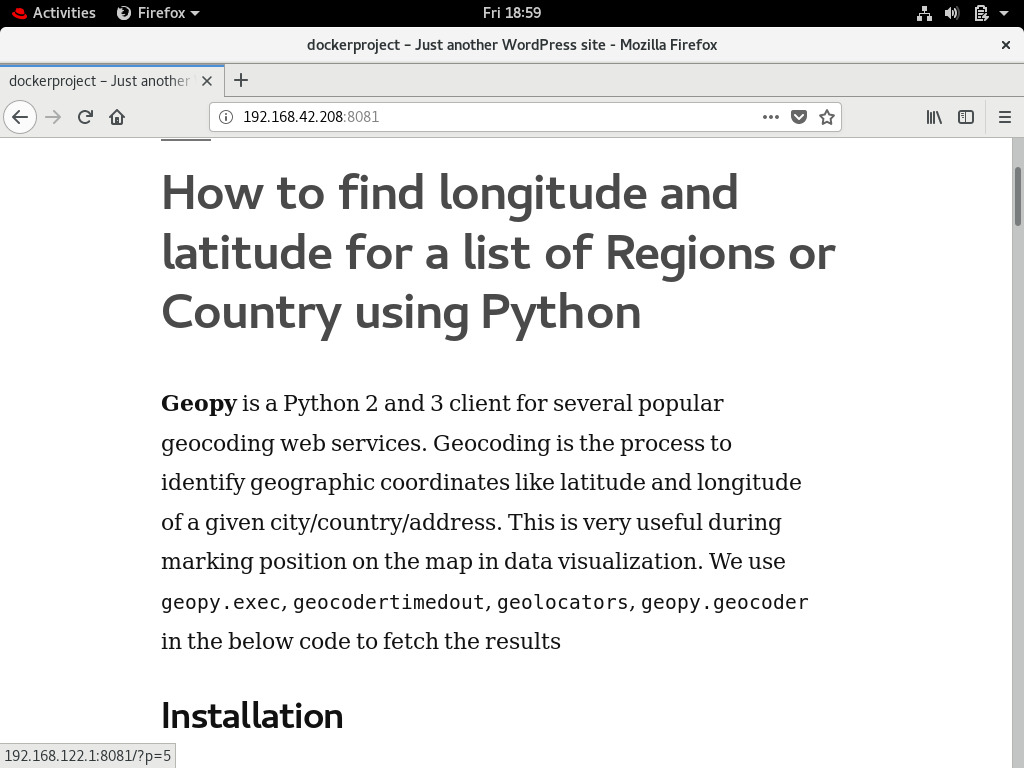 Activities Firefox Fri 18:59
dockerproject – Just another WordPress site - Mozilla Firefox
dockerproject – Just another
192.168.42.208:8081
How to find longitude and
latitude for a list of Regions or
Country using Python
Geopy is a Python 2 and 3 client for several popular
geocoding web services. Geocoding is the process to
identify geographic coordinates like latitude and longitude
of a given city/country/address. This is very useful during
marking position on the map in data visualization. We use
geopy.exec, geocodertimedout, geolocators, geopy.geocoder
in the below code to fetch the results
Installation
192.168.122.1:8081/?p=5